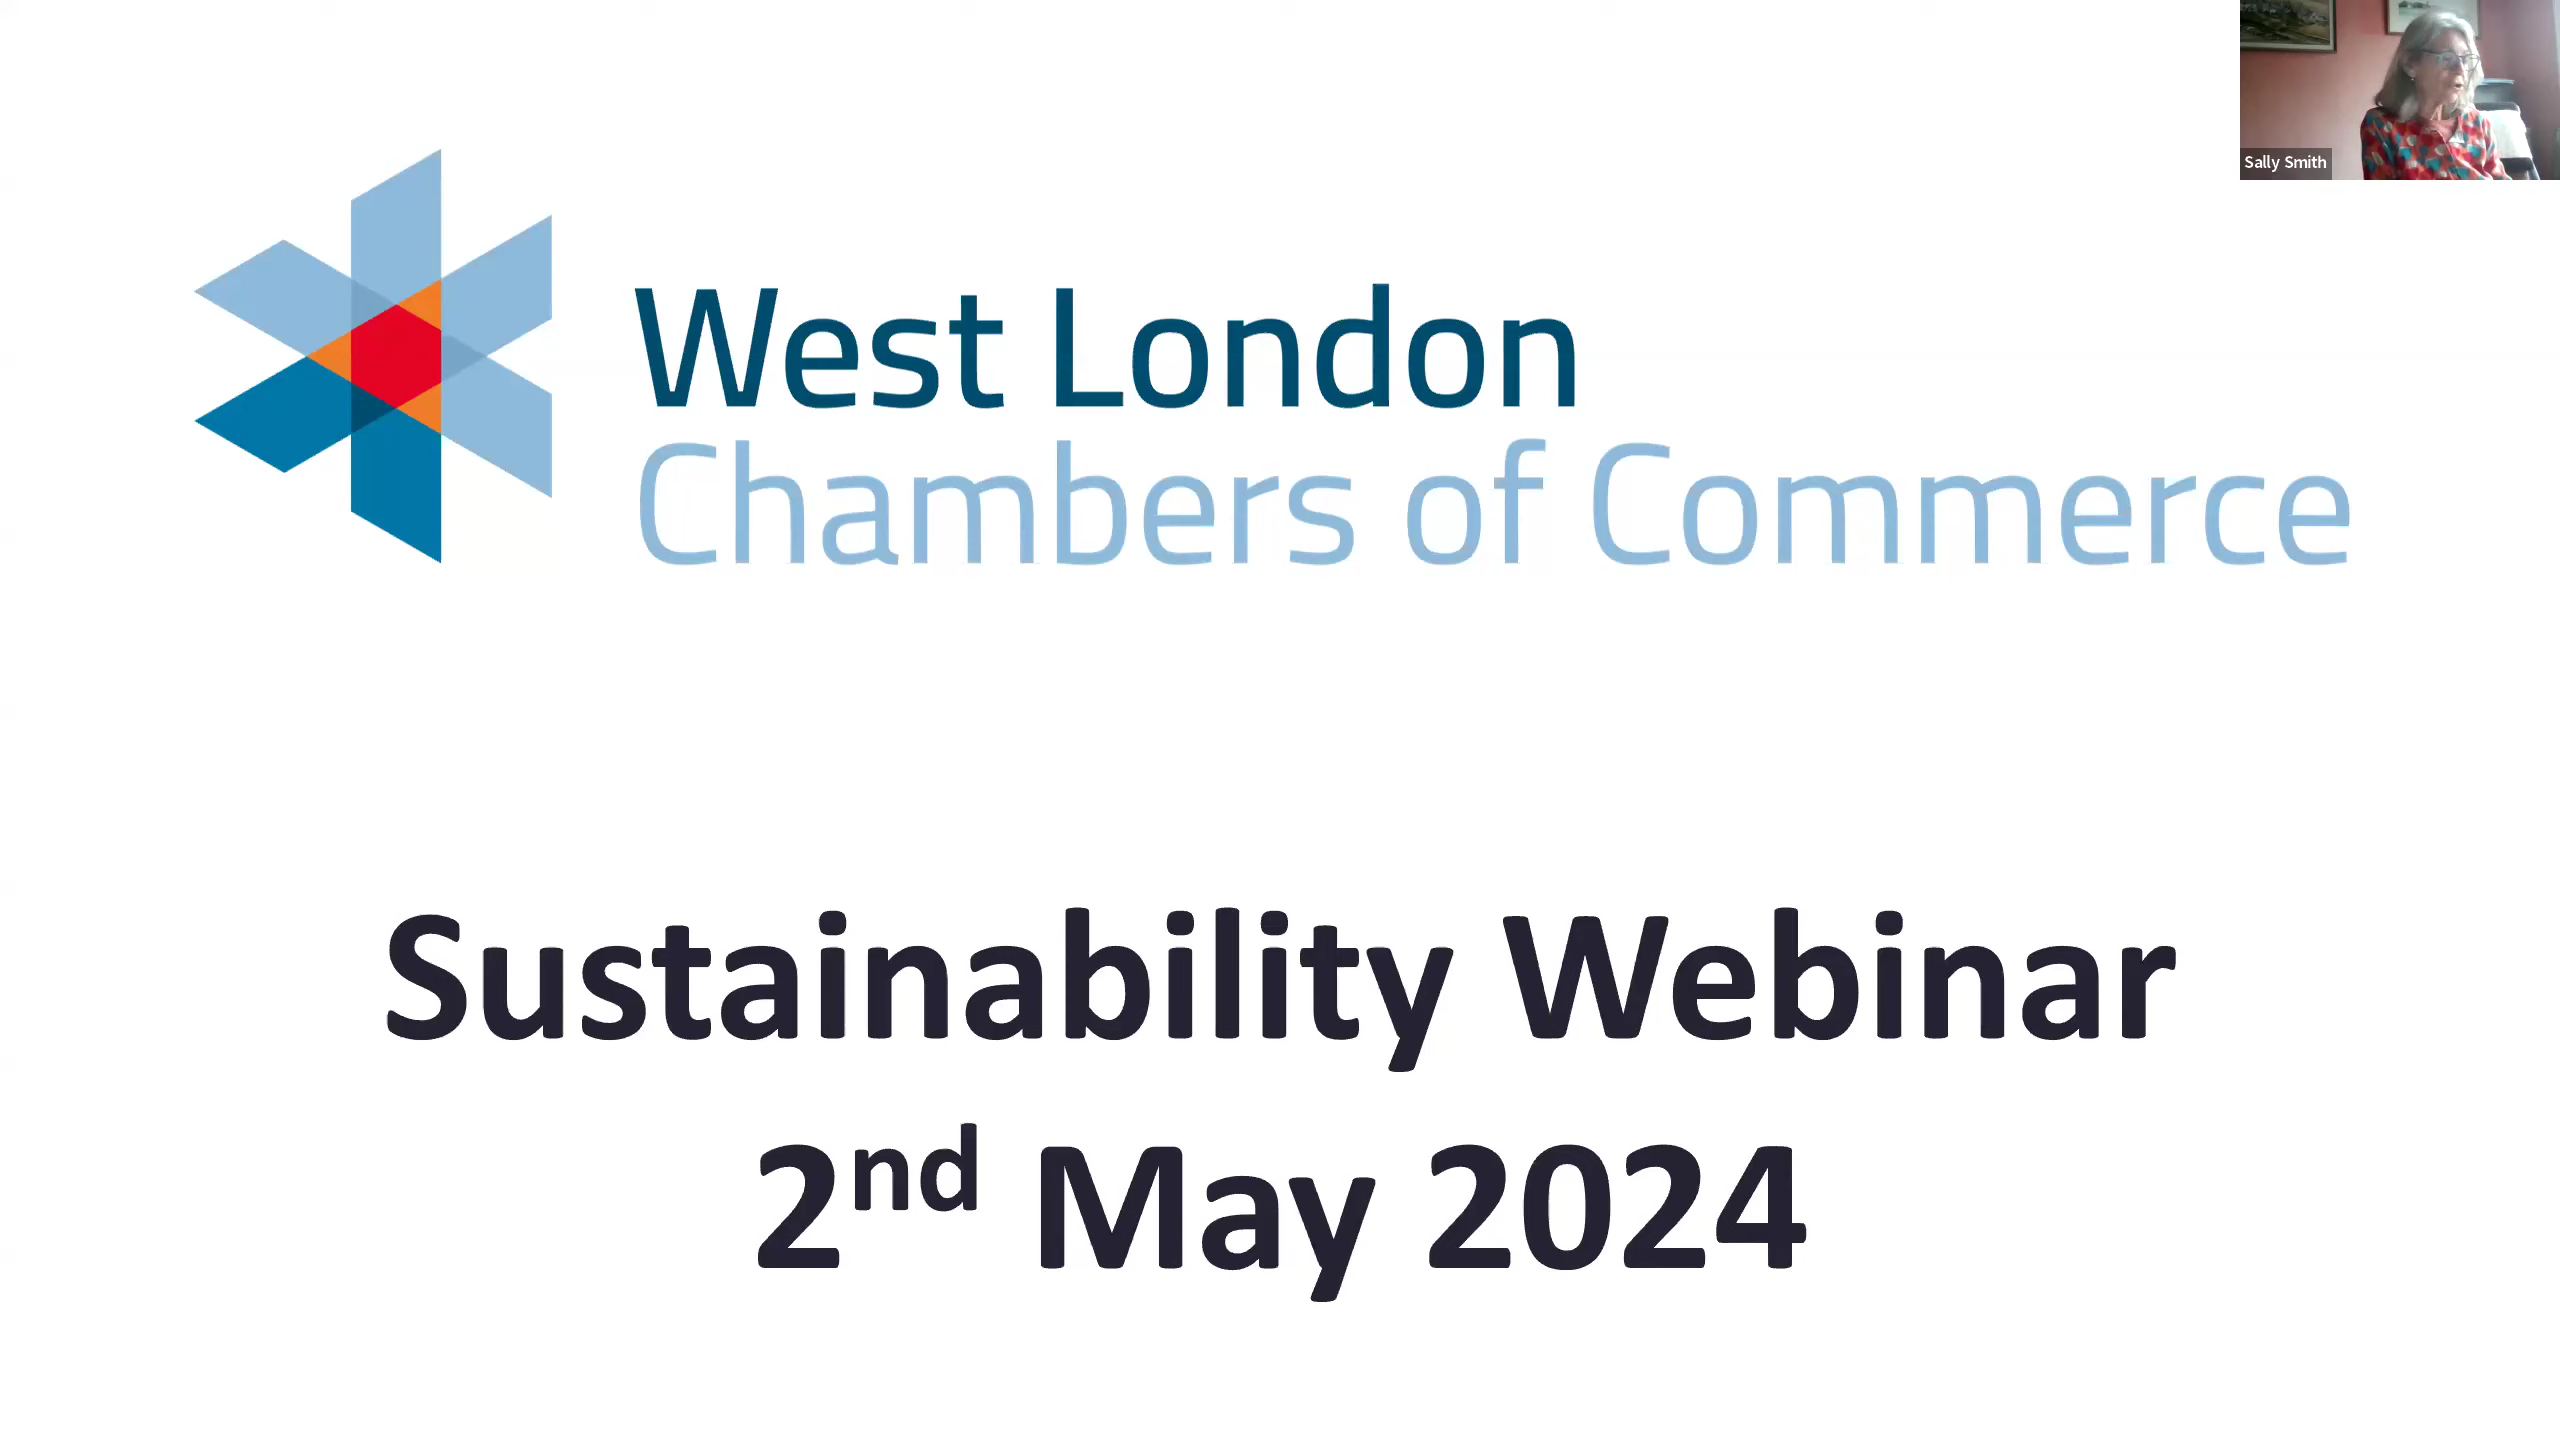 Sally Smith
West London
Chambers of Commerce
Sustainability Webinar
2nd May 2024